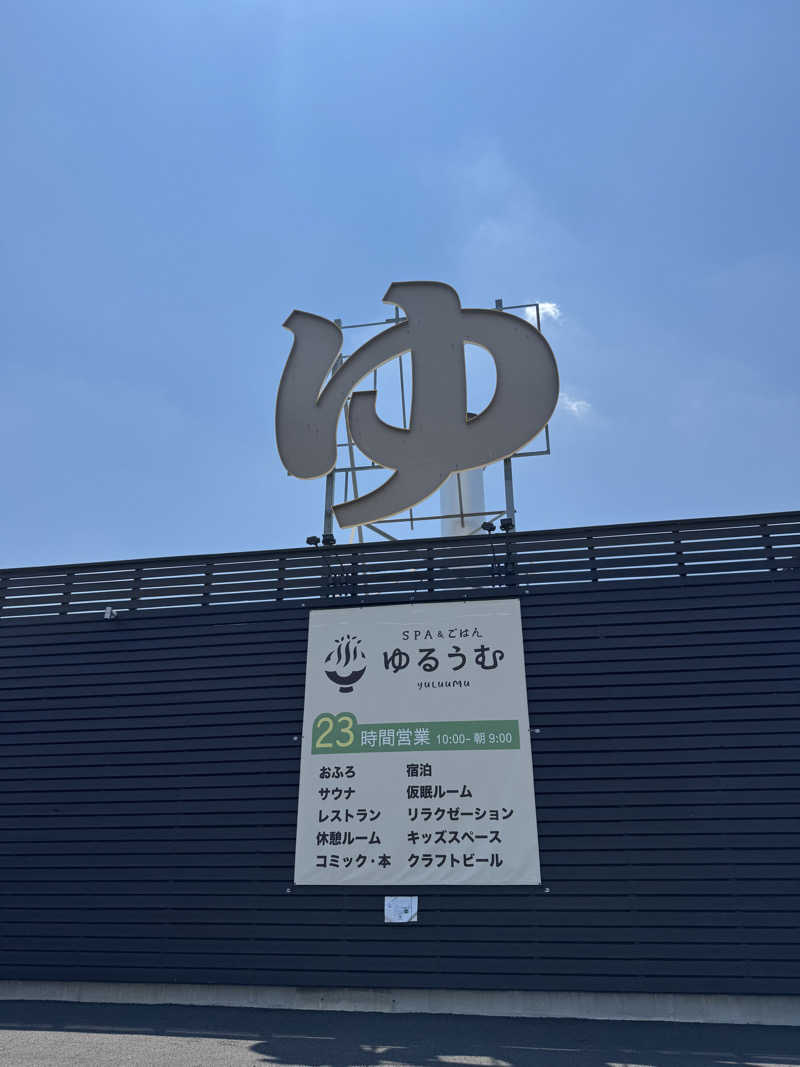 ゆ
SPA&ごはん
ゆるうむ
yuLuuMu
23時間営業 10:00-朝9:00
おふろ 宿泊
サウナ 仮眠ルーム
レストラン リラクゼーション
休憩ルーム キッズスペース
コミック・本 クラフトビール